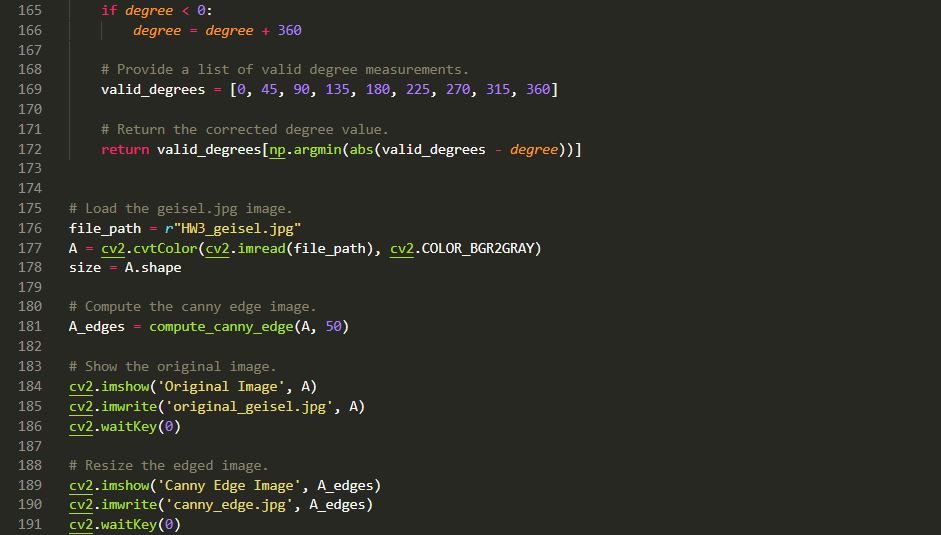 165 if degree < 0:
166 degree = degree + 360
167
168 # Provide a list of valid degree measurements.
169 valid_degrees = [0, 45, 90, 135, 180, 225, 270, 315, 360]
170
171 # Return the corrected degree value.
172 return valid_degrees[np.argmin(abs(valid_degrees - degree))]
173
174
175 # Load the geisel.jpg image.
176 file_path = r"HW3_geisel.jpg"
177 A = cv2.cvtColor(cv2.imread(file_path), cv2.COLOR_BGR2GRAY)
178 size = A.shape
179
180 # Compute the canny edge image.
181 A_edges = compute_canny_edge(A, 50)
182
183 # Show the original image.
184 cv2.imshow('Original Image', A)
185 cv2.imwrite('original_geisel.jpg', A)
186 cv2.waitKey(0)
187
188 # Resize the edged image.
189 cv2.imshow('Canny Edge Image', A_edges)
190 cv2.imwrite('canny_edge.jpg', A_edges)
191 cv2.waitKey(0)